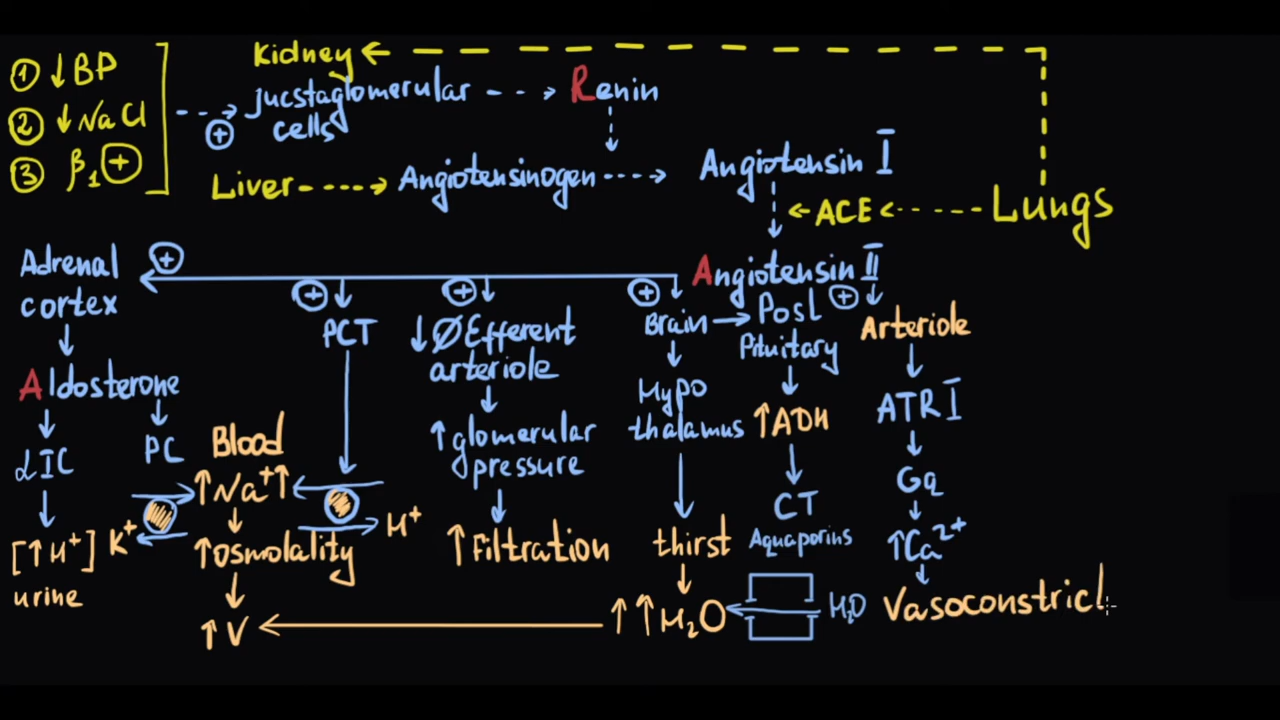 ① ↓ BP
② ↓ NaCl
③ β₁ ⊕
⊕
Kidney
jucstaglomerular
cells
Renin
Liver
Angiotensinogen
Angiotensin I
ACE
Lungs
Angiotensin II
Adrenal
cortex
⊕
Aldosterone
αIC
[↑H⁺]
urine
PC
K⁺
Blood
↑Na⁺↑
↑osmolality
↑V
⊕
PCT
H⁺
⊕
↓ØEfferent
arteriole
↑glomerular
pressure
↑Filtration
⊕
Brain
Hypo
thalamus
thirst
↑↑H₂O
Post
Pituitary
↑ADH
CT
Aquaporins
H₂O
⊕
Arteriole
ATR I
Gq
↑Ca²⁺
Vasoconstrict